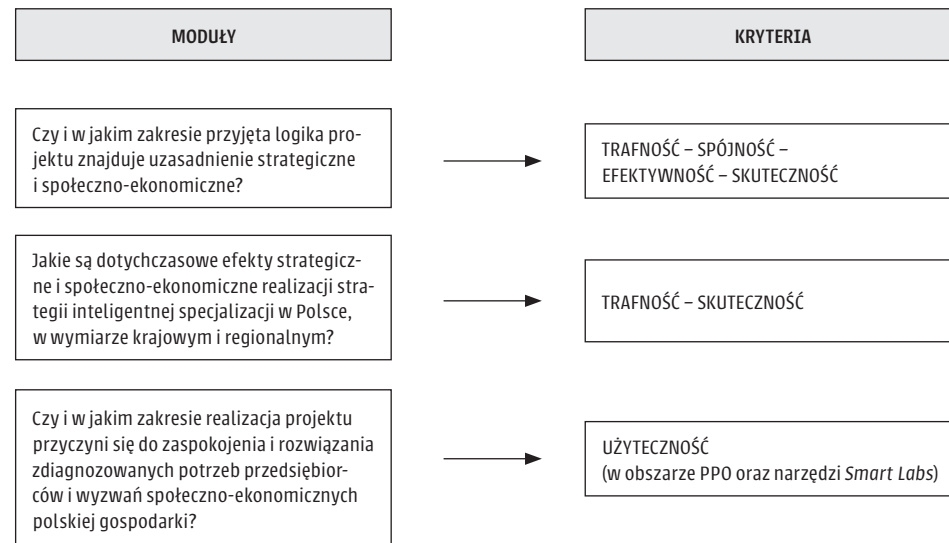 MODUŁY
KRYTERIA
Czy i w jakim zakresie przyjęta logika pro-
jektu znajduje uzasadnienie strategiczne
i społeczno-ekonomiczne?
TRAFNOŚĆ – SPÓJNOŚĆ –
EFEKTYWNOŚĆ – SKUTECZNOŚĆ
Jakie są dotychczasowe efekty strategicz-
ne i społeczno-ekonomiczne realizacji stra-
tegii inteligentnej specjalizacji w Polsce,
w wymiarze krajowym i regionalnym?
TRAFNOŚĆ – SKUTECZNOŚĆ
Czy i w jakim zakresie realizacja projektu
przyczyni się do zaspokojenia i rozwiązania
zdiagnozowanych potrzeb przedsiębior-
ców i wyzwań społeczno-ekonomicznych
polskiej gospodarki?
UŻYTECZNOŚĆ
(w obszarze PPO oraz narzędzi Smart Labs)